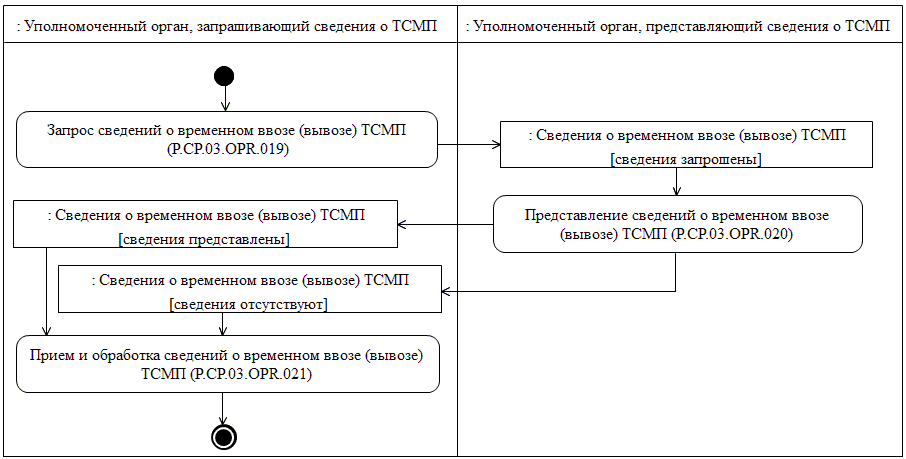 : Уполномоченный орган, запрашивающий сведения о ТСМП
: Уполномоченный орган, представляющий сведения о ТСМП
Запрос сведений о временном ввозе (вывозе) ТСМП
(P.CP.03.OPR.019)
: Сведения о временном ввозе (вывозе) ТСМП
[сведения запрошены]
Представление сведений о временном ввозе
(вывозе) ТСМП (P.CP.03.OPR.020)
: Сведения о временном ввозе (вывозе) ТСМП
[сведения представлены]
: Сведения о временном ввозе (вывозе) ТСМП
[сведения отсутствуют]
Прием и обработка сведений о временном ввозе (вывозе)
ТСМП (P.CP.03.OPR.021)